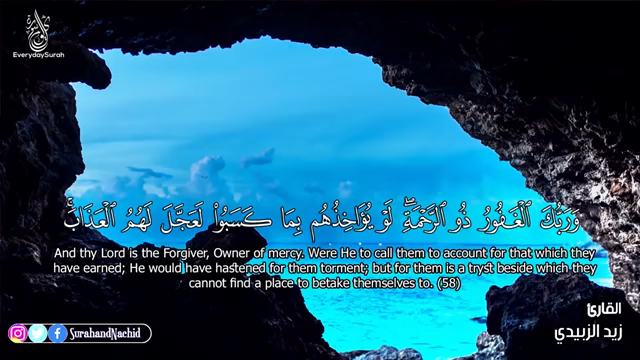 EverydaySurah
وَرَبُّكَ ٱلْغَفُورُ ذُو ٱلرَّحْمَةِ ۖ لَوْ يُؤَاخِذُهُم بِمَا كَسَبُوا۟ لَعَجَّلَ لَهُمُ ٱلْعَذَابَ ۚ
And thy Lord is the Forgiver, Owner of mercy. Were He to call them to account for that which they
have earned; He would have hastened for them torment; but for them is a tryst beside which they
cannot find a place to betake themselves to. (58)
القارئ
زيد الزبيدي
SurahandNachid